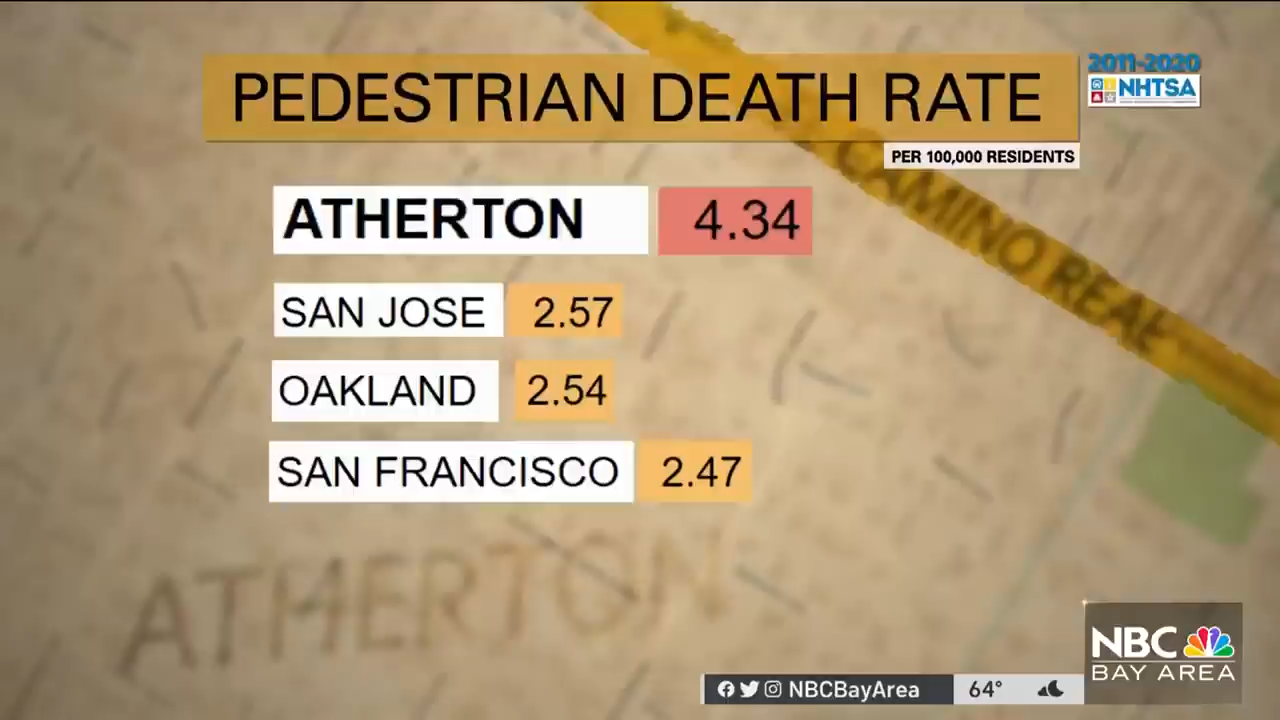 PEDESTRIAN DEATH RATE
2011-2020
NHTSA
PER 100,000 RESIDENTS
CAMINO REAL
ATHERTON 4.34
SAN JOSE 2.57
OAKLAND 2.54
SAN FRANCISCO 2.47
ATHERTON
NBC
BAY AREA
NBCBayArea 64°